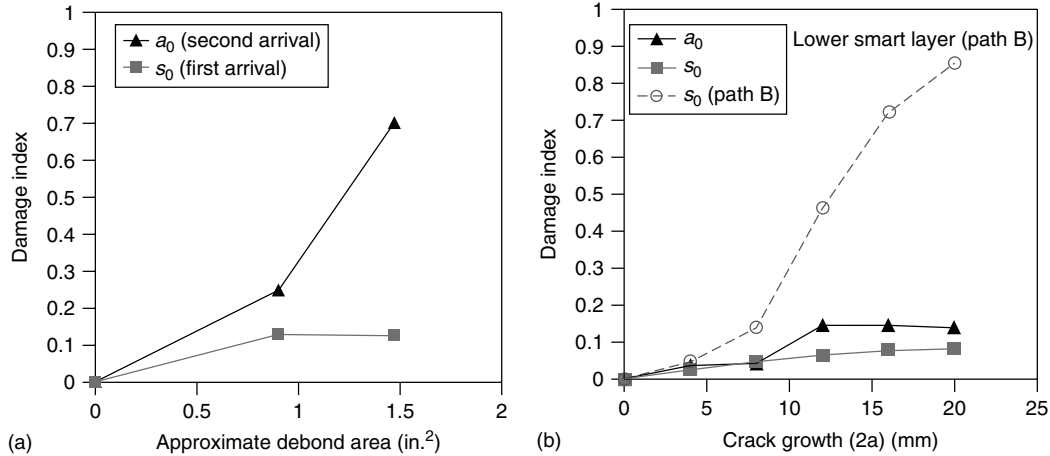 1
0.9
0.8
0.7
0.6
0.5
0.4
0.3
0.2
0.1
0
Damage index
a0 (second arrival)
s0 (first arrival)
0
0.5
1
1.5
2
(a)
Approximate debond area (in.2)
1
0.9
0.8
0.7
0.6
0.5
0.4
0.3
0.2
0.1
0
Damage index
a0
s0
s0 (path B)
Lower smart layer (path B)
0
5
10
15
20
25
(b)
Crack growth (2a) (mm)